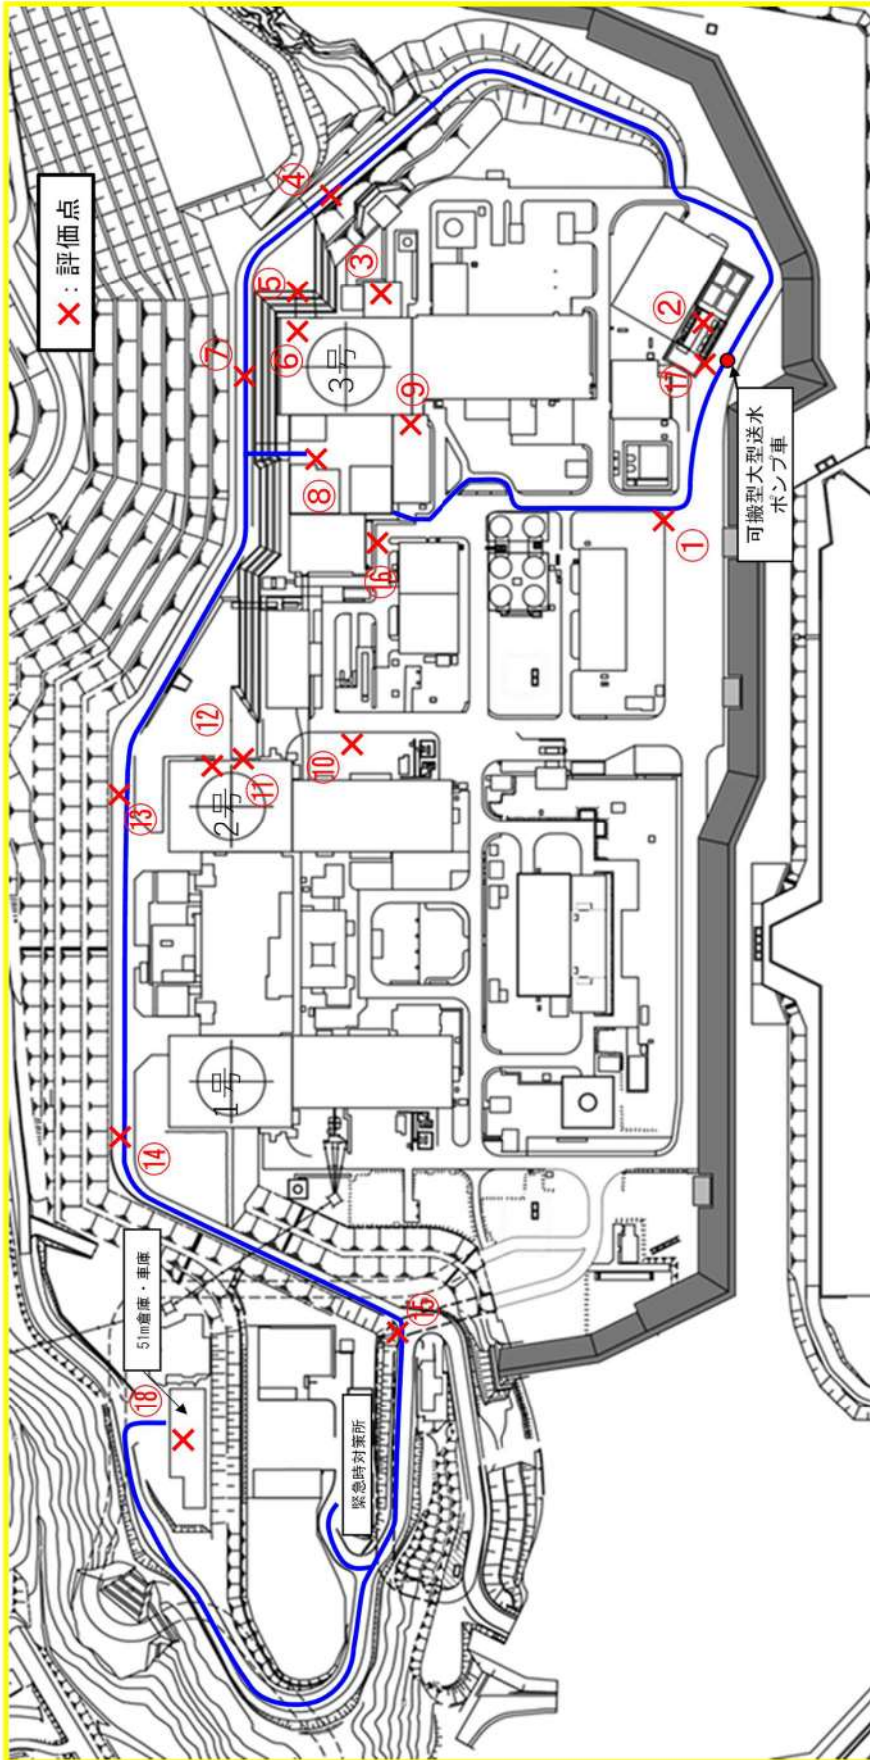 ×：評価点
⑬
⑱
51m倉庫・車庫
⑭
⑫
⑦
1号
2号
⑪
④
⑤
⑥
⑧
⑩
3号
緊急時対策所
③
⑯
⑨
⑮
②
⑰
①
可搬型大型送水
ポンプ車